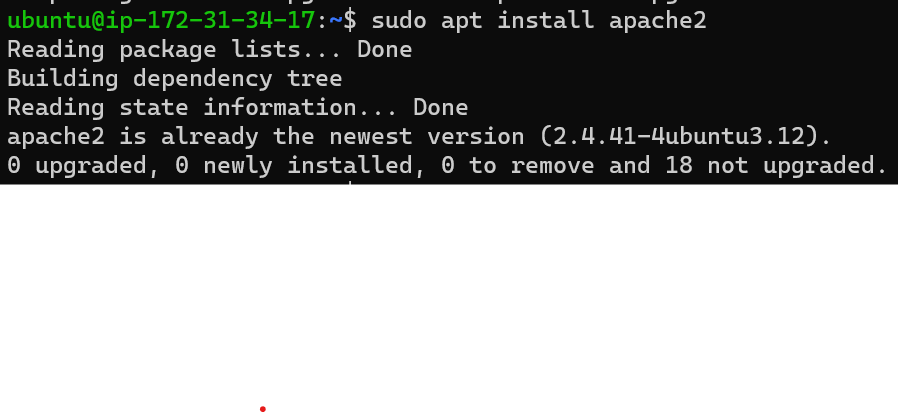 ubuntu@ip-172-31-34-17:~$ sudo apt install apache2
Reading package lists... Done
Building dependency tree
Reading state information... Done
apache2 is already the newest version (2.4.41-4ubuntu3.12).
0 upgraded, 0 newly installed, 0 to remove and 18 not upgraded.